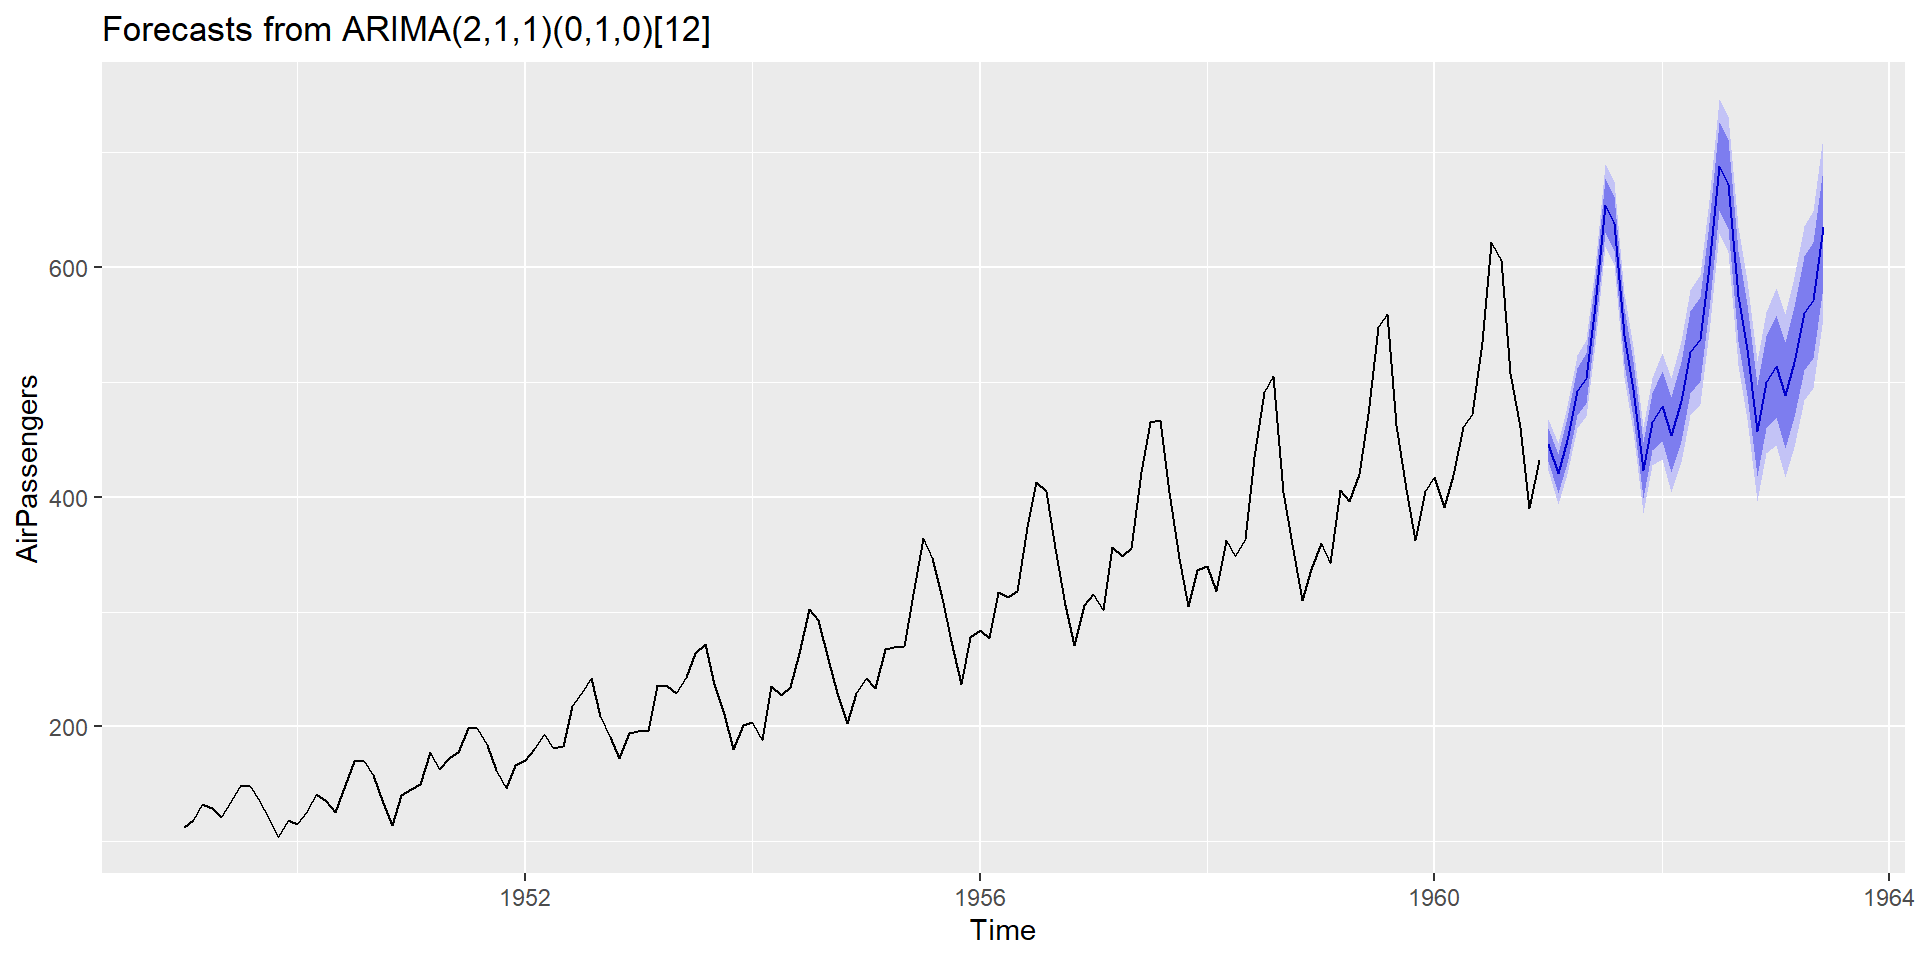 Forecasts from ARIMA(2,1,1)(0,1,0)[12]
AirPassengers
600
400
200
1952
1956
1960
1964
Time